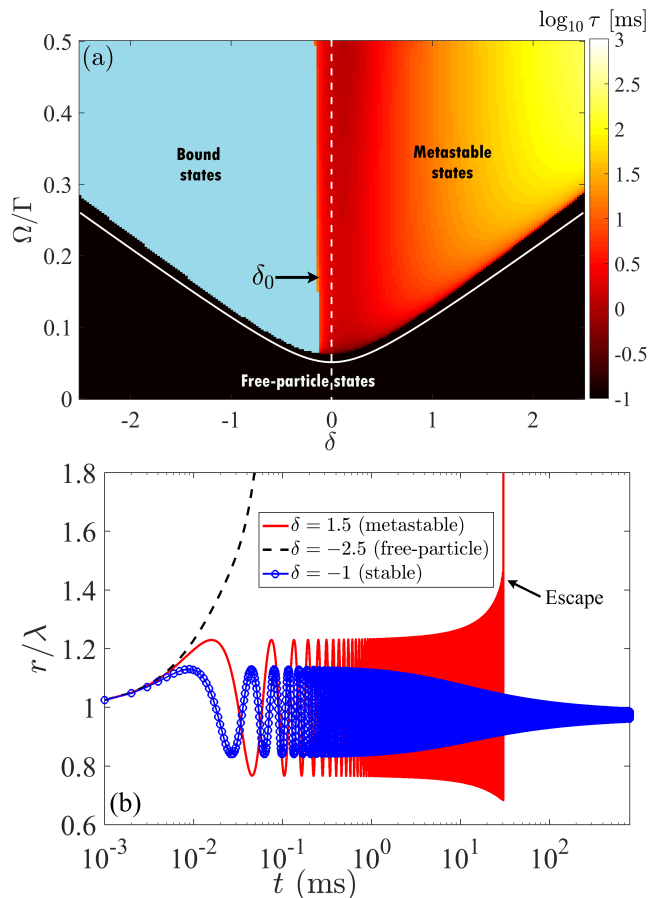 log₁₀ τ [ms]
(a)
0.5
0.4
0.3
0.2
0.1
0
Ω/Γ
Bound
states
Metastable
states
δ₀
Free-particle states
-2
-1
0
1
2
δ
3
2.5
2
1.5
1
0.5
0
-0.5
-1
1.8
1.6
1.4
1.2
1
0.8
0.6
r/λ
δ = 1.5 (metastable)
δ = −2.5 (free-particle)
δ = −1 (stable)
Escape
(b)
10⁻³
10⁻²
10⁻¹
10⁰
10¹
10²
t (ms)